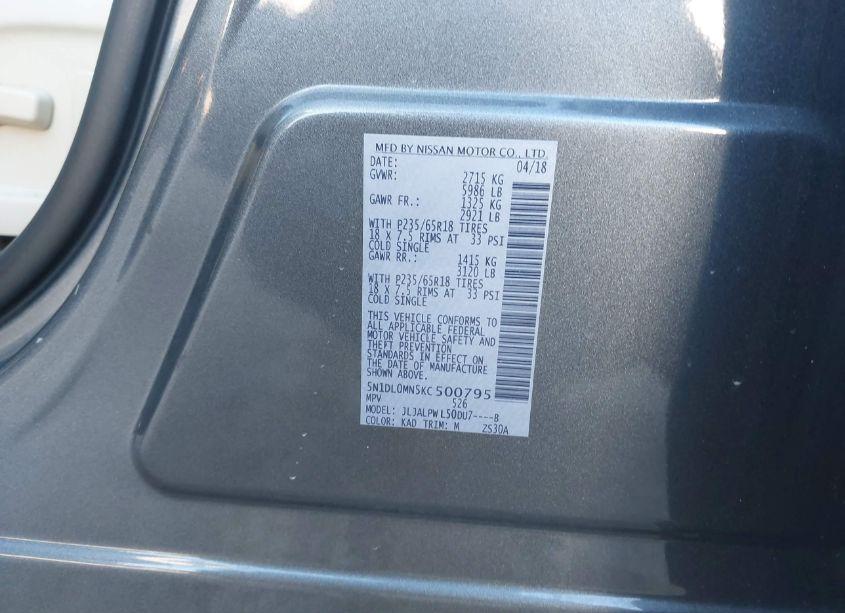 MFD BY NISSAN MOTOR CO., LTD.
DATE: 04/18
GVWR: 2715 KG
5986 LB
GAWR FR.: 1325 KG
2921 LB
WITH P235/65R18 TIRES
18 X 7.5 RIMS AT 33 PSI
COLD SINGLE
GAWR RR.: 1415 KG
3120 LB
WITH P235/65R18 TIRES
18 X 7.5 RIMS AT 33 PSI
COLD SINGLE
THIS VEHICLE CONFORMS TO
ALL APPLICABLE FEDERAL
MOTOR VEHICLE SAFETY AND
THEFT PREVENTION
STANDARDS IN EFFECT ON
THE DATE OF MANUFACTURE
SHOWN ABOVE.
5N1DL0MN5KC500795
MPV 526
MODEL: JLJALPWL50DU7----B
COLOR: KAD TRIM: M 2S30A